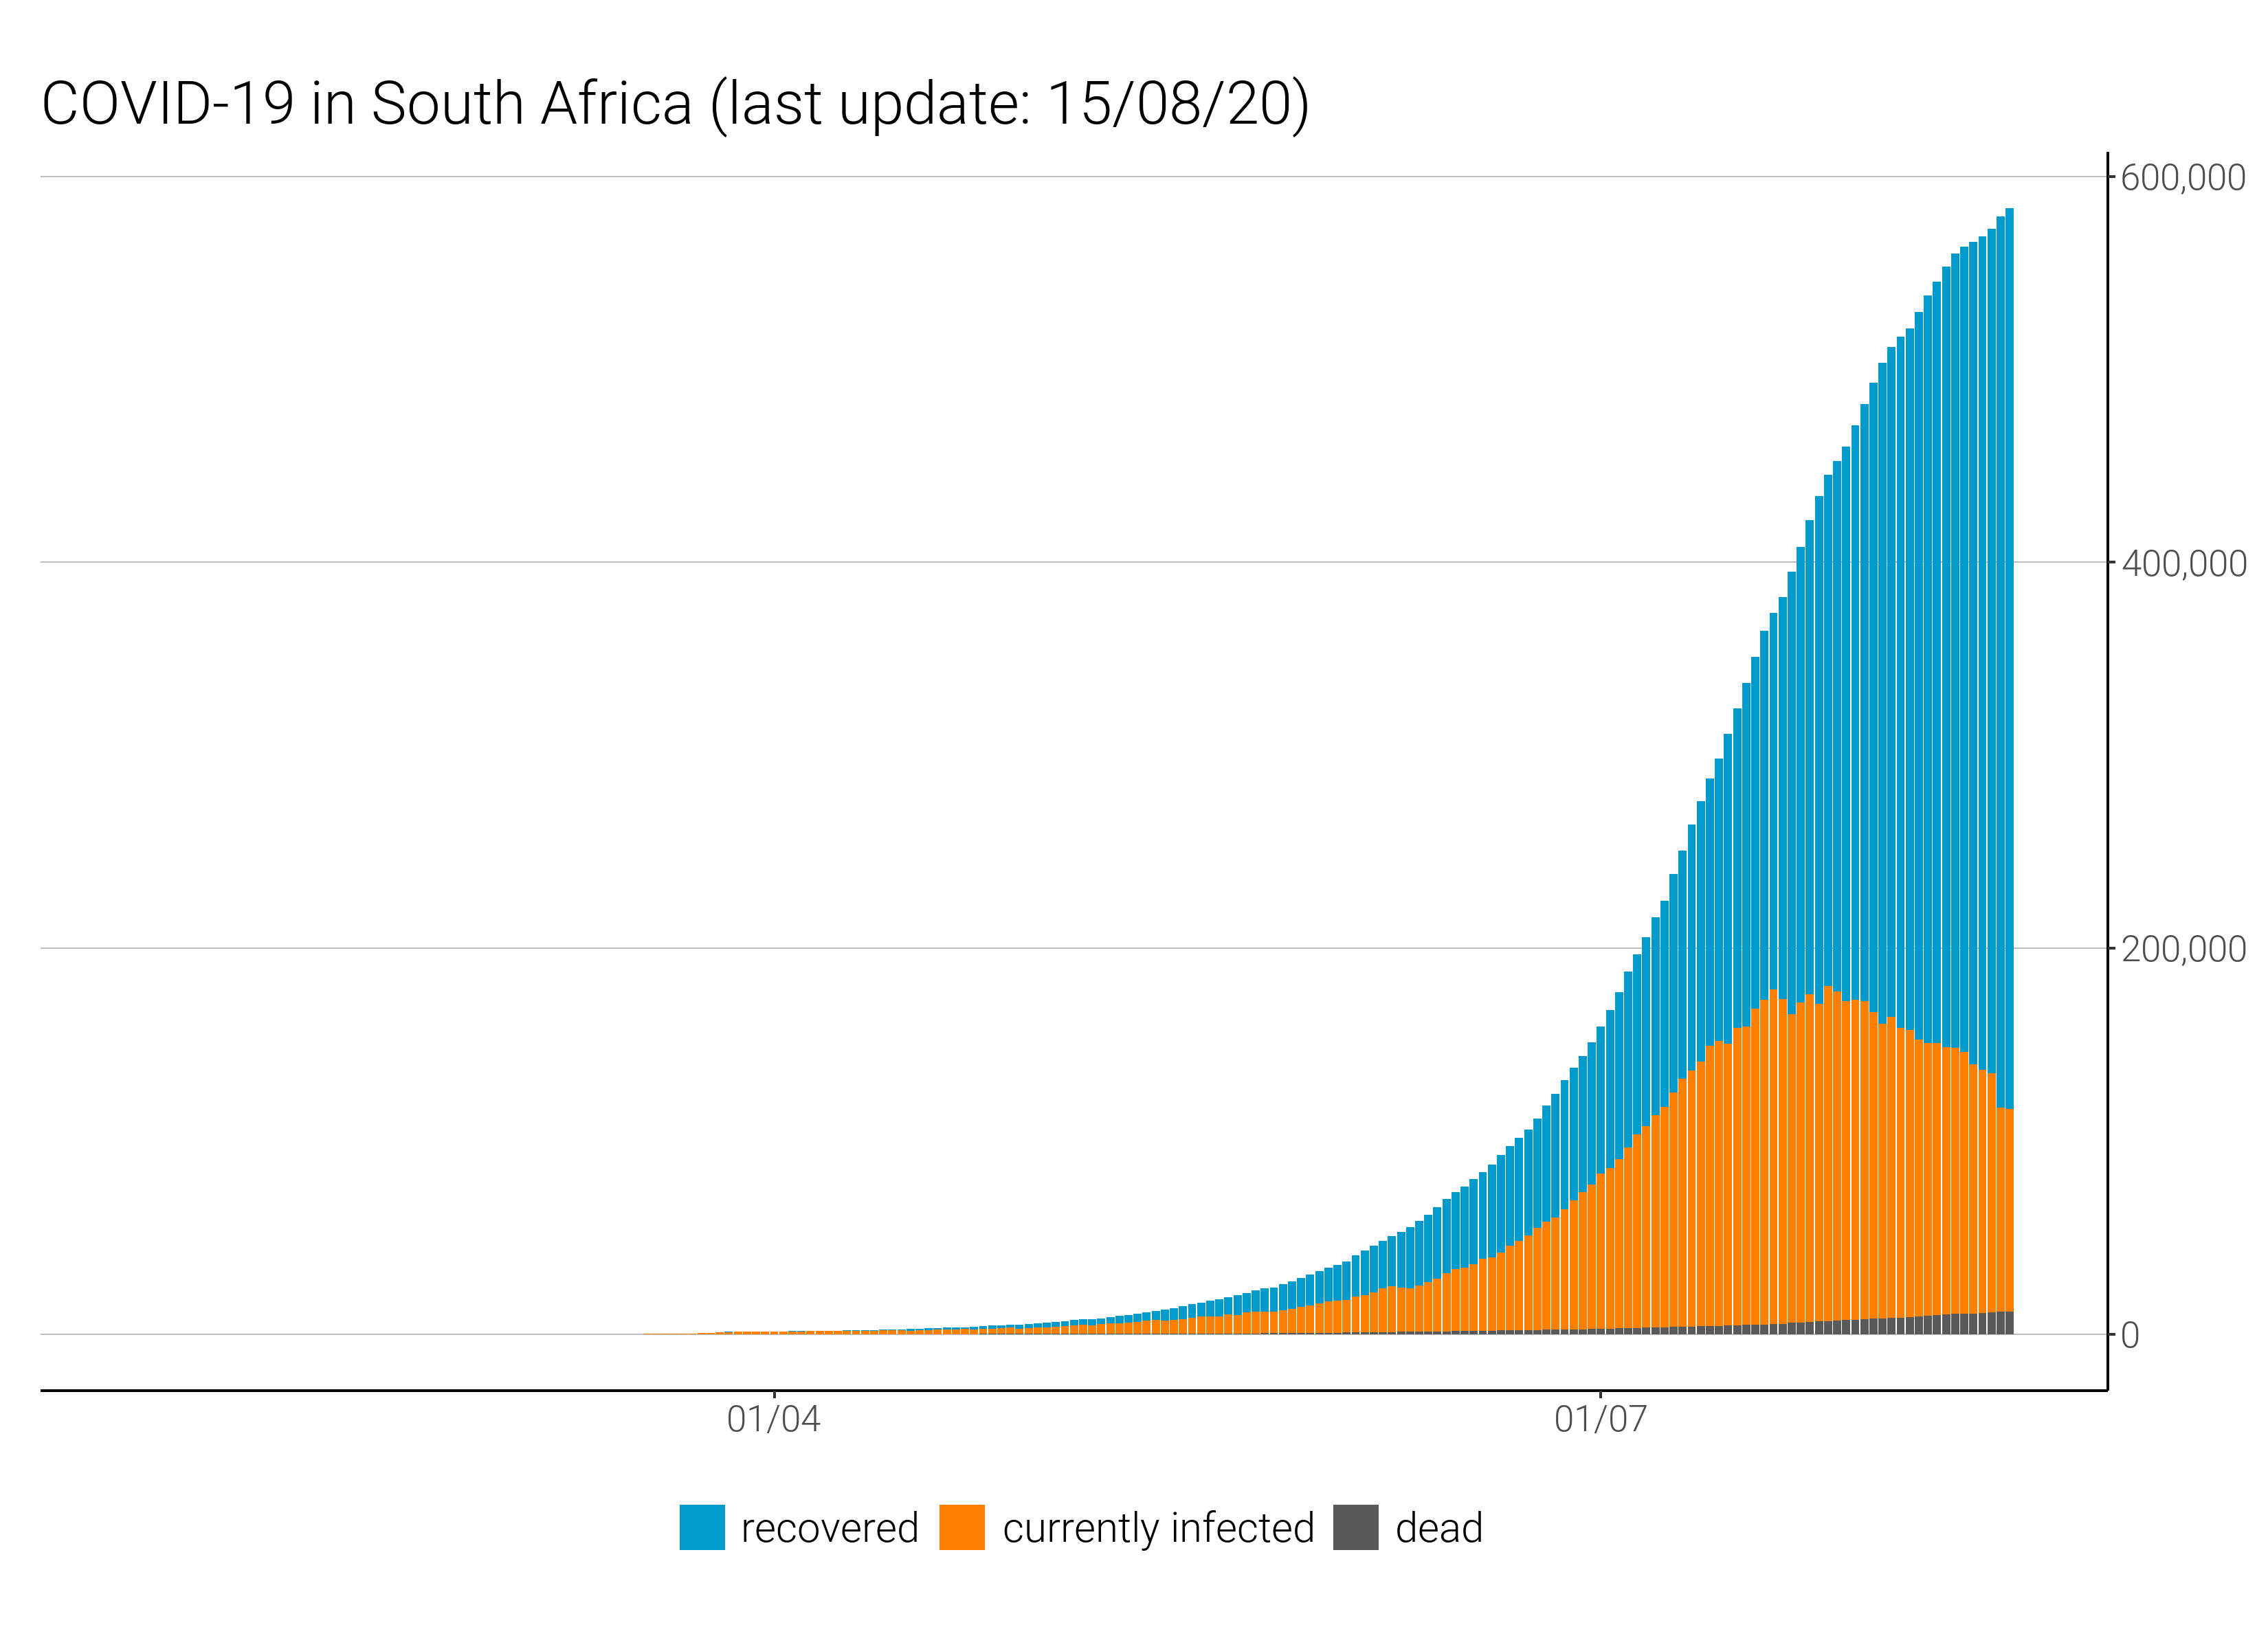 COVID-19 in South Africa (last update: 15/08/20)
600,000
400,000
200,000
0
01/04 01/07
recovered currently infected dead